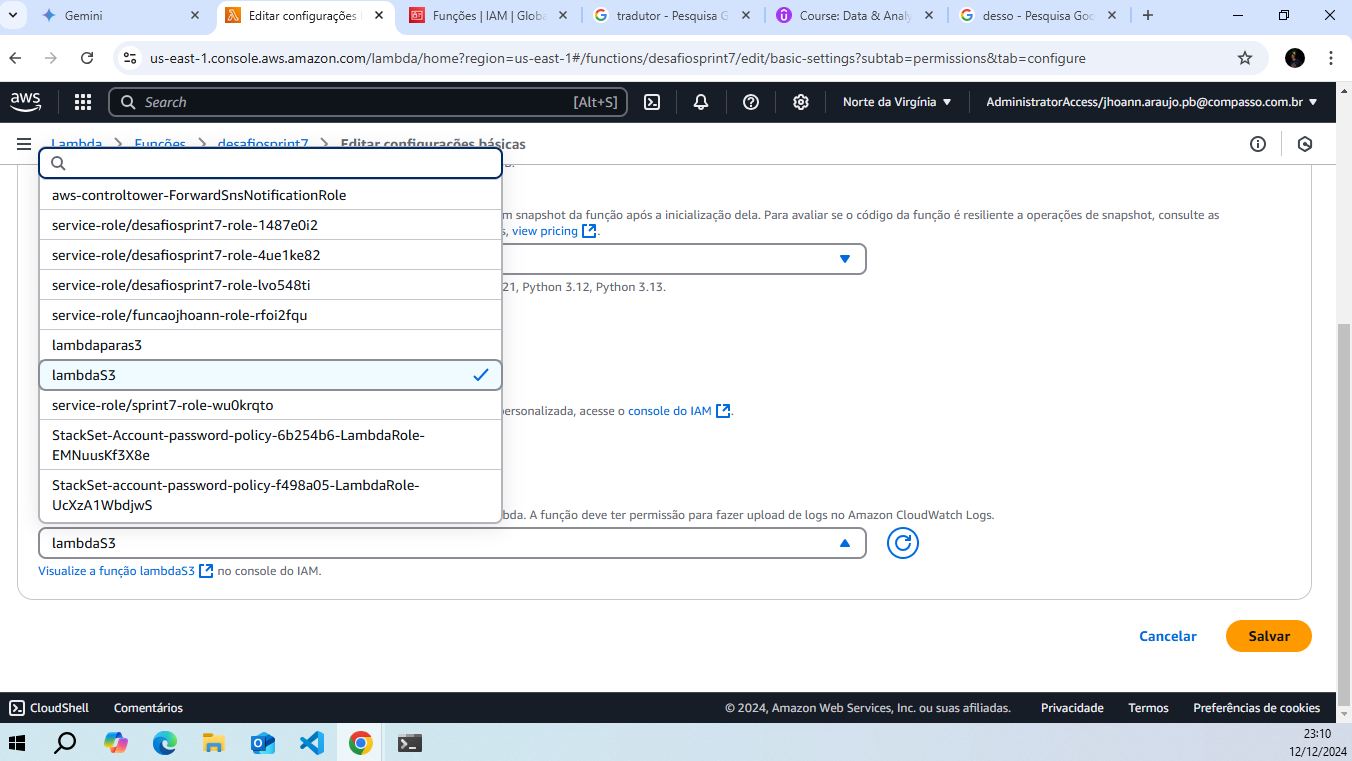 Gemini
Editar configurações
Funções | IAM | Globa
tradutor - Pesquisa G
Course: Data & Analy
desso - Pesquisa Goo
us-east-1.console.aws.amazon.com/lambda/home?region=us-east-1#/functions/desafiosprint7/edit/basic-settings?subtab=permissions&tab=configure
aws
Search
[Alt+S]
Norte da Virgínia
AdministratorAccess/jhoann.araujo.pb@compasso.com.br
Lambda
Funções
desafiosprint7
Editar configurações básicas
aws-controltower-ForwardSnsNotificationRole
m snapshot da função após a inicialização dela. Para avaliar se o código da função é resiliente a operações de snapshot, consulte as
service-role/desafiosprint7-role-1487e0i2
s, view pricing
service-role/desafiosprint7-role-4ue1ke82
service-role/desafiosprint7-role-lvo548ti
21, Python 3.12, Python 3.13.
service-role/funcaojhoann-role-rfoi2fqu
lambdaparas3
lambdaS3
service-role/sprint7-role-wu0krqto
ersonalizada, acesse o console do IAM.
StackSet-Account-password-policy-6b254b6-LambdaRole-
EMNuusKf3X8e
StackSet-account-password-policy-f498a05-LambdaRole-
UcXzA1WbdjwS
bda. A função deve ter permissão para fazer upload de logs no Amazon CloudWatch Logs.
lambdaS3
Visualize a função lambdaS3 no console do IAM.
Cancelar
Salvar
CloudShell
Comentários
© 2024, Amazon Web Services, Inc. ou suas afiliadas.
Privacidade
Termos
Preferências de cookies
23:10
12/12/2024